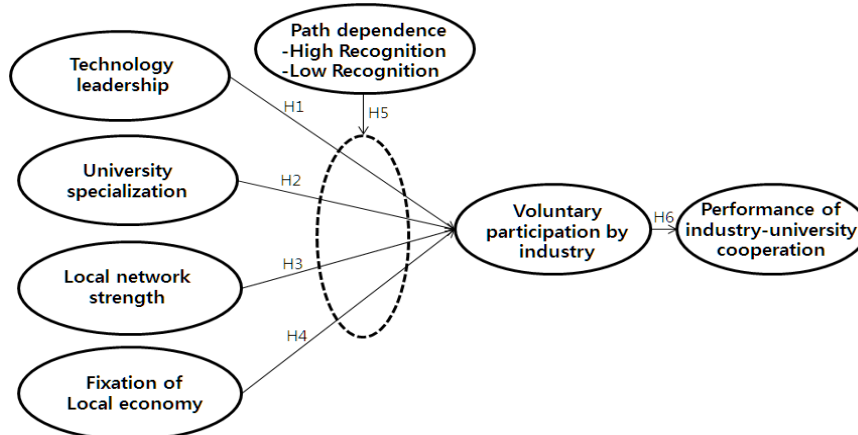 Path dependence
-High Recognition
-Low Recognition
Technology
leadership
H1
H5
University
specialization
H2
Voluntary
participation by
industry
H6
Performance of
industry-university
cooperation
Local network
strength
H3
H4
Fixation of
Local economy